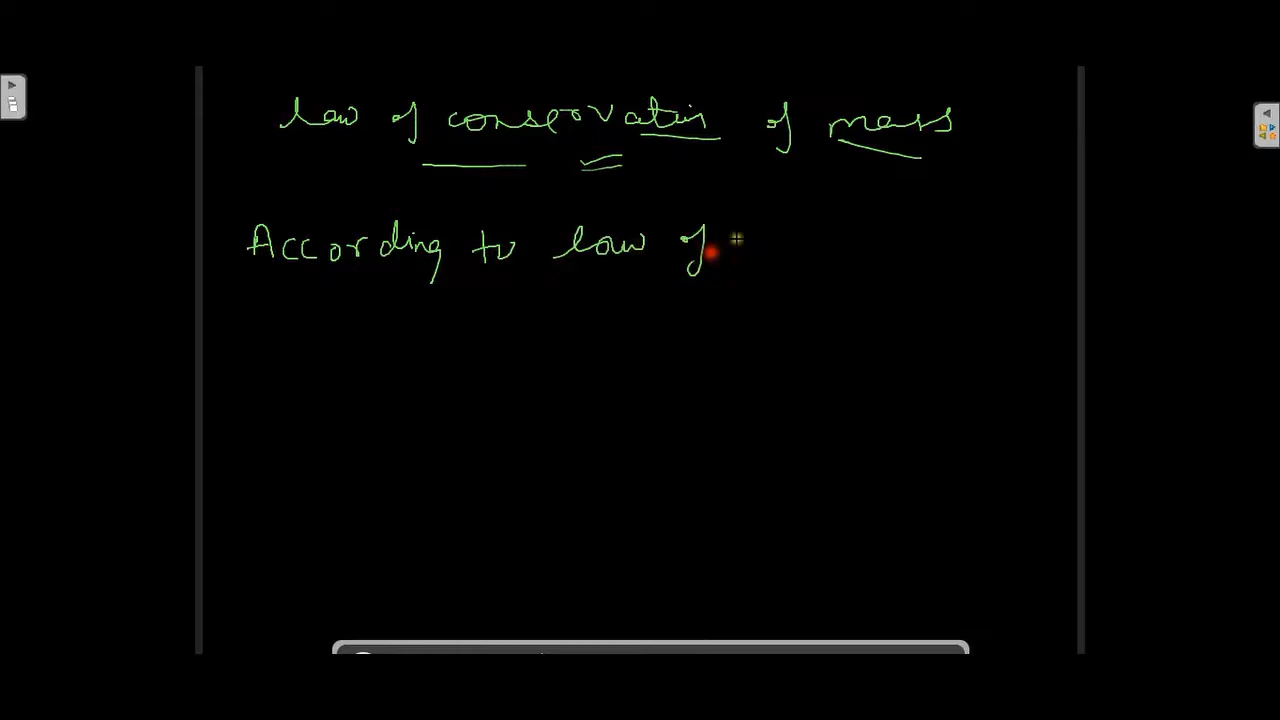 law of conservation of mass
According to law of